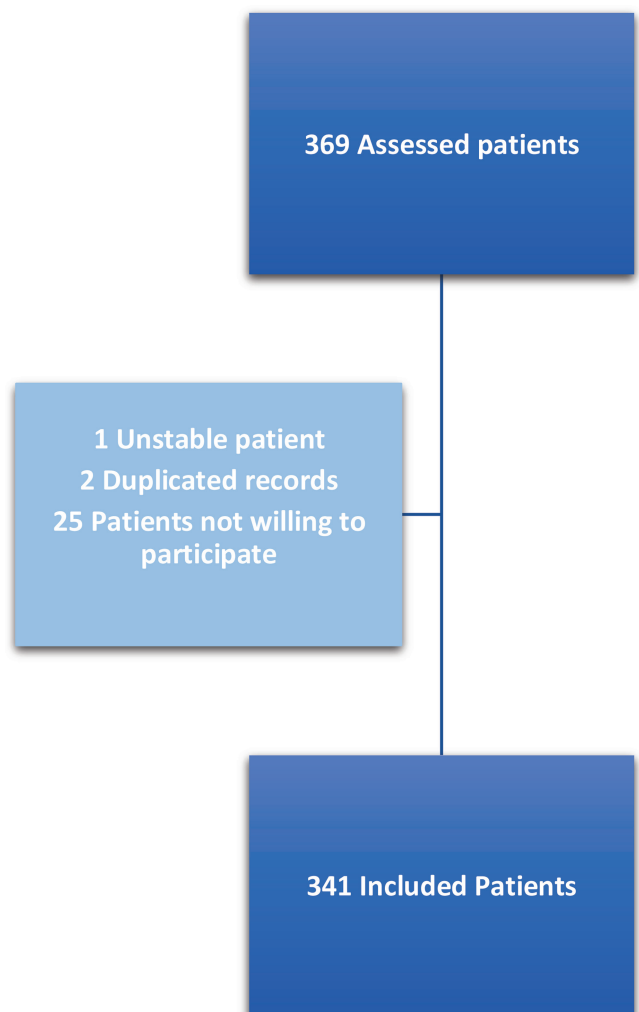 369 Assessed patients
1 Unstable patient
2 Duplicated records
25 Patients not willing to
participate
341 Included Patients